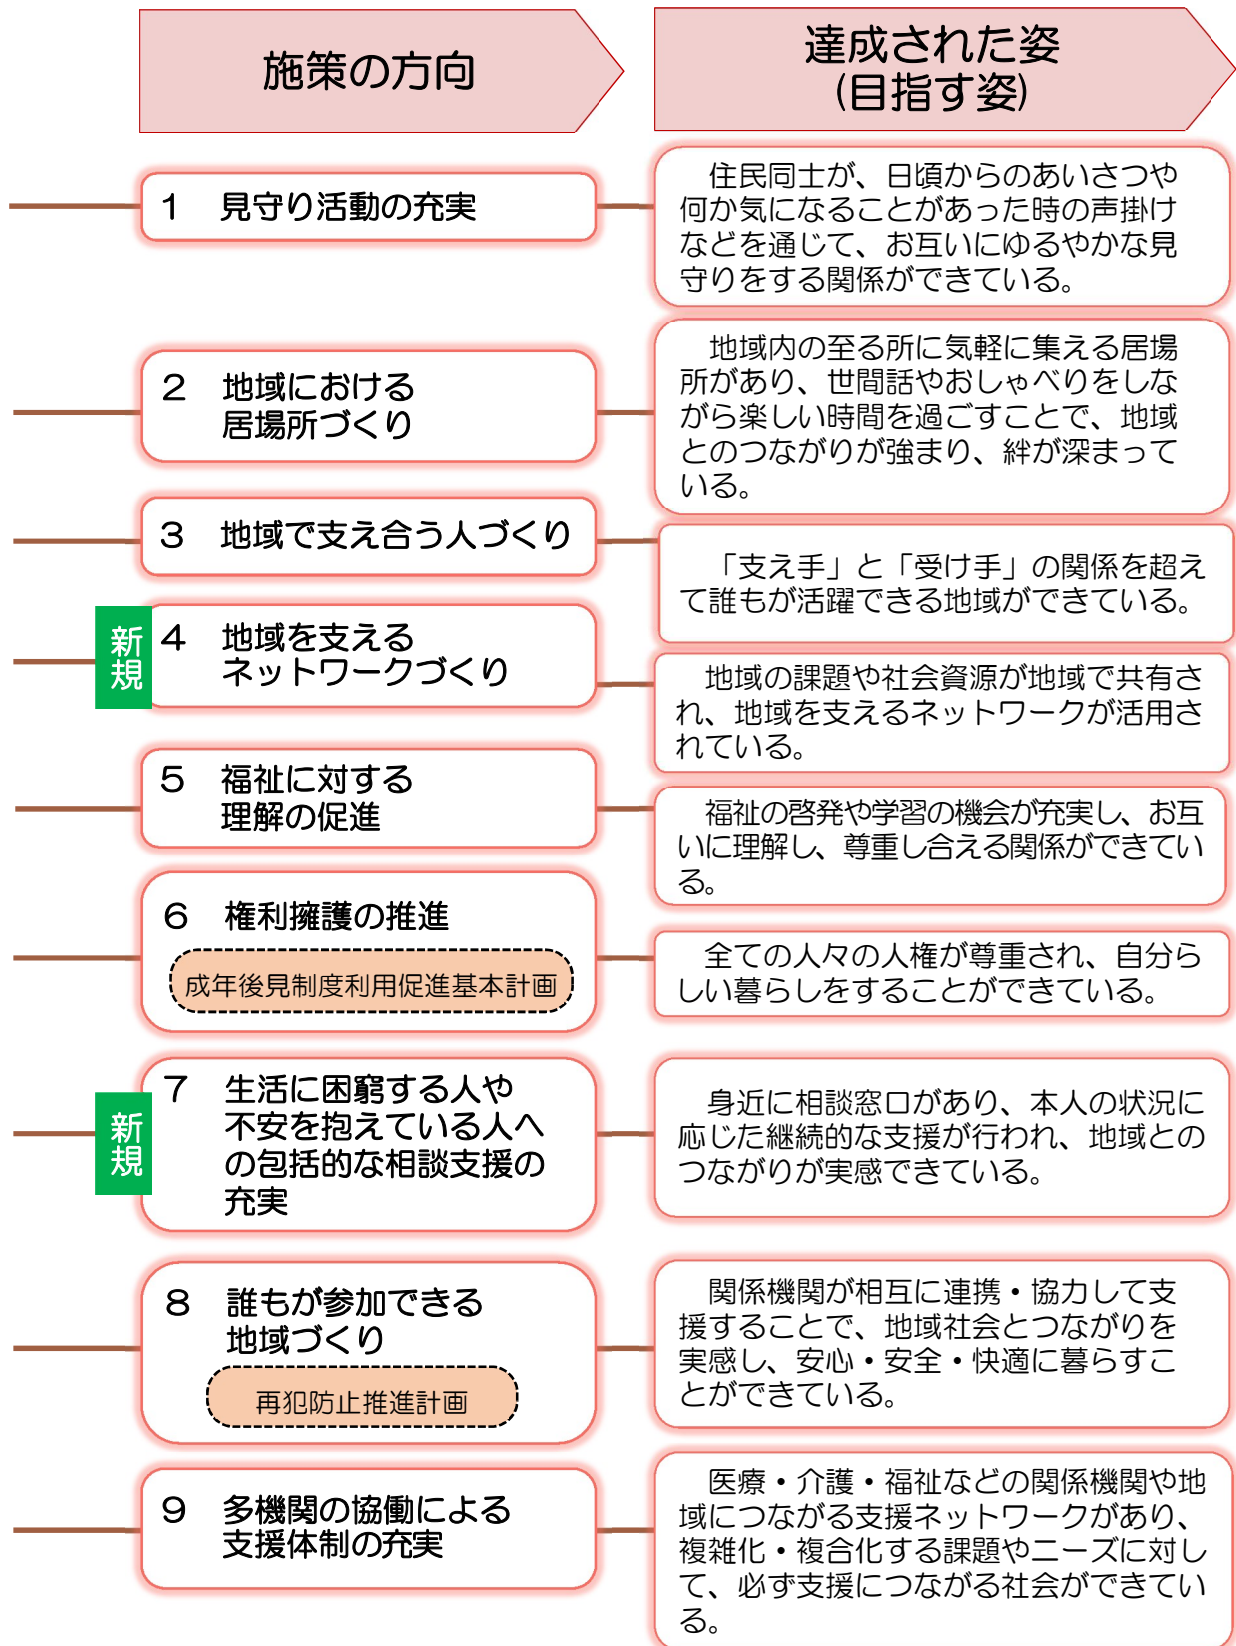 施策の方向
達成された姿
(目指す姿)
1 見守り活動の充実
住民同士が、日頃からのあいさつや
何か気になることがあった時の声掛け
などを通じて、お互いにゆるやかな見
守りをする関係ができている。
2 地域における
居場所づくり
地域内の至る所に気軽に集える居場
所があり、世間話やおしゃべりをしな
がら楽しい時間を過ごすことで、地域
とのつながりが強まり、絆が深まって
いる。
3 地域で支え合う人づくり
「支え手」と「受け手」の関係を超え
て誰もが活躍できる地域ができている。
新規
4 地域を支える
ネットワークづくり
地域の課題や社会資源が地域で共有さ
れ、地域を支えるネットワークが活用さ
れている。
5 福祉に対する
理解の促進
福祉の啓発や学習の機会が充実し、お互
いに理解し、尊重し合える関係ができてい
る。
6 権利擁護の推進
成年後見制度利用促進基本計画
全ての人々の人権が尊重され、自分ら
しい暮らしをすることができている。
新規
7 生活に困窮する人や
不安を抱えている人へ
の包括的な相談支援の
充実
身近に相談窓口があり、本人の状況に
応じた継続的な支援が行われ、地域との
つながりが実感できている。
8 誰もが参加できる
地域づくり
再犯防止推進計画
関係機関が相互に連携・協力して支
援することで、地域社会とつながりを
実感し、安心・安全・快適に暮らすこ
とができている。
9 多機関の協働による
支援体制の充実
医療・介護・福祉などの関係機関や地
域につながる支援ネットワークがあり、
複雑化・複合化する課題やニーズに対し
て、必ず支援につながる社会ができてい
る。